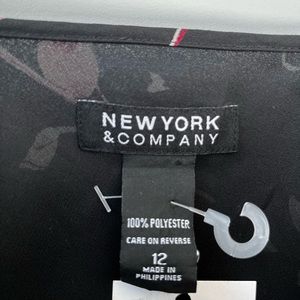 NEW YORK
& COMPANY
100% POLYESTER
CARE ON REVERSE
12
MADE IN
PHILIPPINES